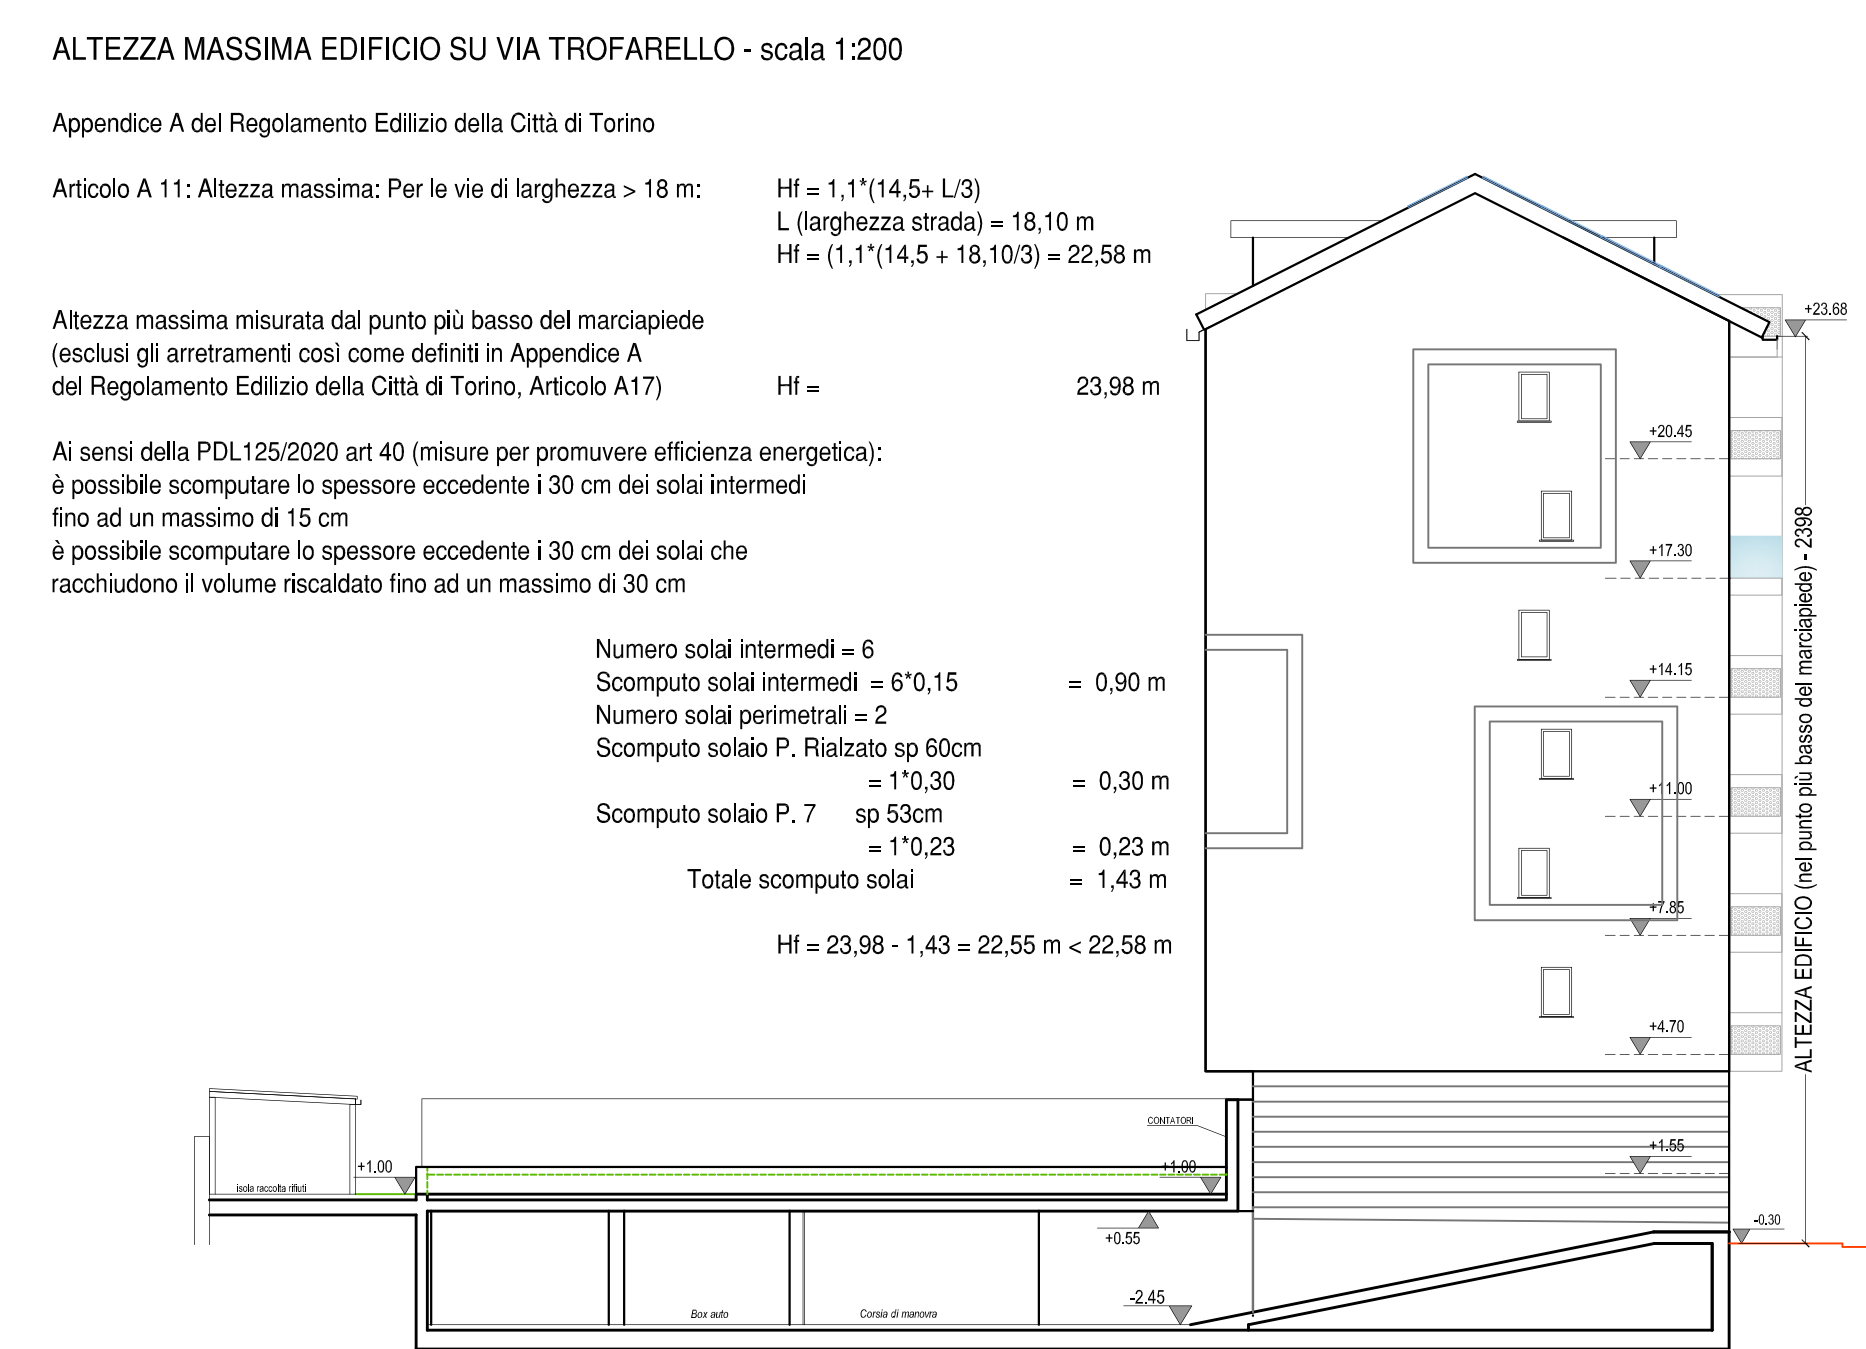 ALTEZZA MASSIMA EDIFICIO SU VIA TROFARELLO - scala 1:200
Appendice A del Regolamento Edilizio della Città di Torino
Articolo A 11: Altezza massima: Per le vie di larghezza > 18 m: Hf = 1,1*(14,5+ L/3)
L (larghezza strada) = 18,10 m
Hf = (1,1*(14,5 + 18,10/3) = 22,58 m
Altezza massima misurata dal punto più basso del marciapiede
(esclusi gli arretramenti così come definiti in Appendice A
del Regolamento Edilizio della Città di Torino, Articolo A17) Hf = 23,98 m
Ai sensi della PDL125/2020 art 40 (misure per promuvere efficienza energetica):
è possibile scomputare lo spessore eccedente i 30 cm dei solai intermedi
fino ad un massimo di 15 cm
è possibile scomputare lo spessore eccedente i 30 cm dei solai che
racchiudono il volume riscaldato fino ad un massimo di 30 cm
Numero solai intermedi = 6
Scomputo solai intermedi = 6*0,15 = 0,90 m
Numero solai perimetrali = 2
Scomputo solaio P. Rialzato sp 60cm
= 1*0,30 = 0,30 m
Scomputo solaio P. 7 sp 53cm
= 1*0,23 = 0,23 m
Totale scomputo solai = 1,43 m
Hf = 23,98 - 1,43 = 22,55 m < 22,58 m
+23.68
+20.45
+17.30
+14.15
+11.00
+7.85
+4.70
+1.55
-0.30
ALTEZZA EDIFICIO (nel punto più basso del marciapiede) - 2398
CONTATORI
+1.00
+1.00
isola raccolta rifiuti
+0.55
-2.45
Box auto
Corsia di manovra